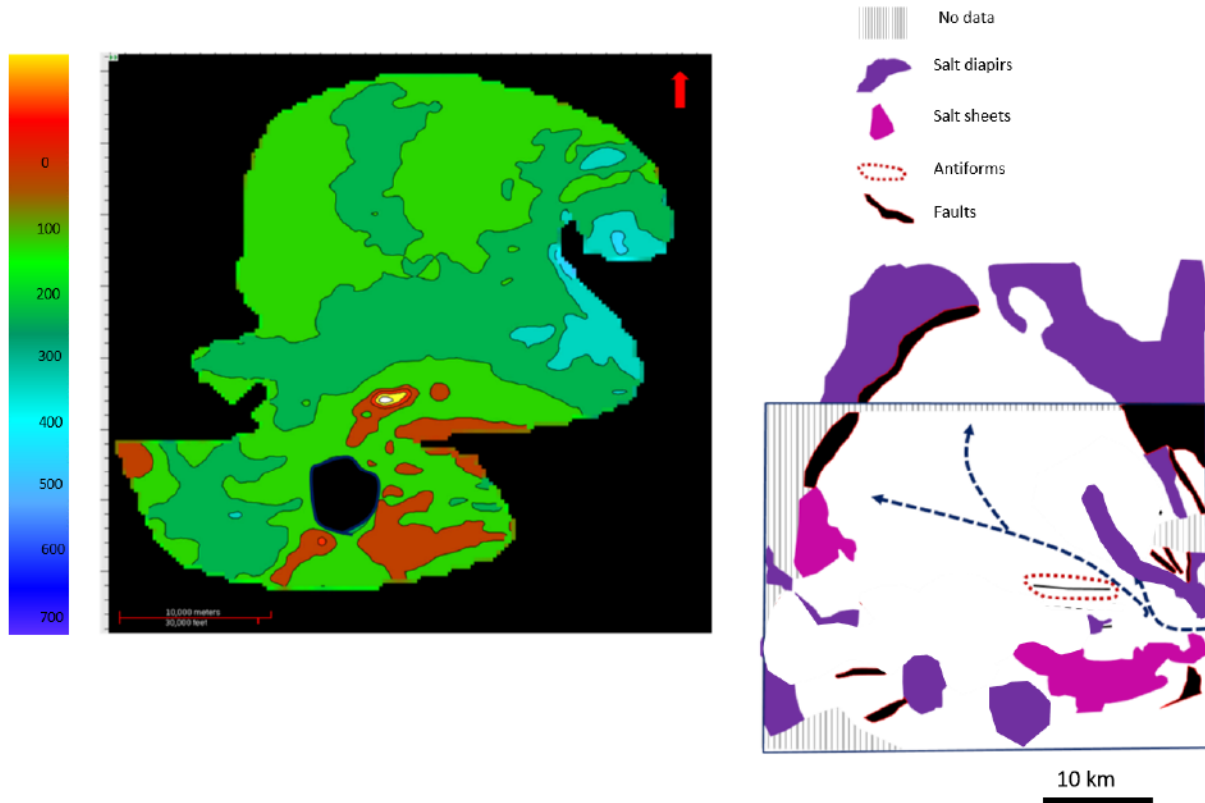 0
100
200
300
400
500
600
700
10,000 meters
30,000 feet
No data
Salt diapirs
Salt sheets
Antiforms
Faults
10 km